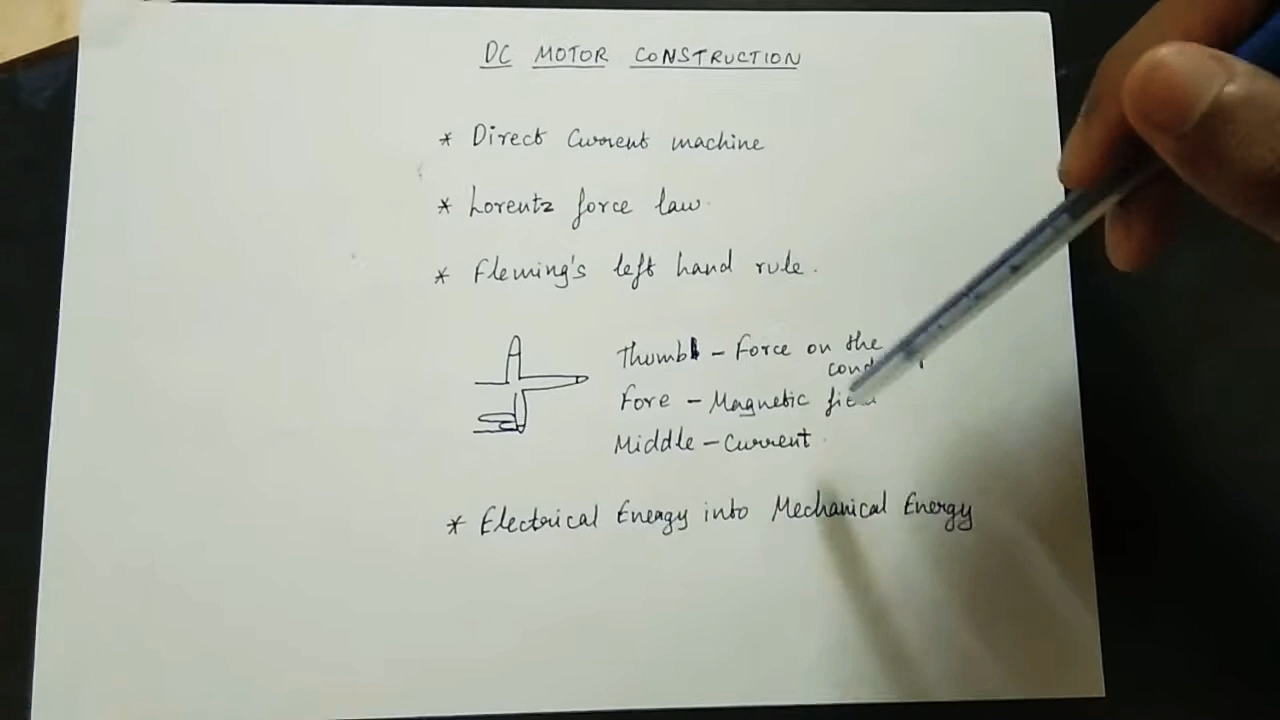 DC MOTOR CONSTRUCTION
* Direct Current machine
* Lorentz force law.
* Fleming's left hand rule.
Thumb - Force on the
Fore - Magnetic
Middle - Current
* Electrical Energy into Mechanical Energy